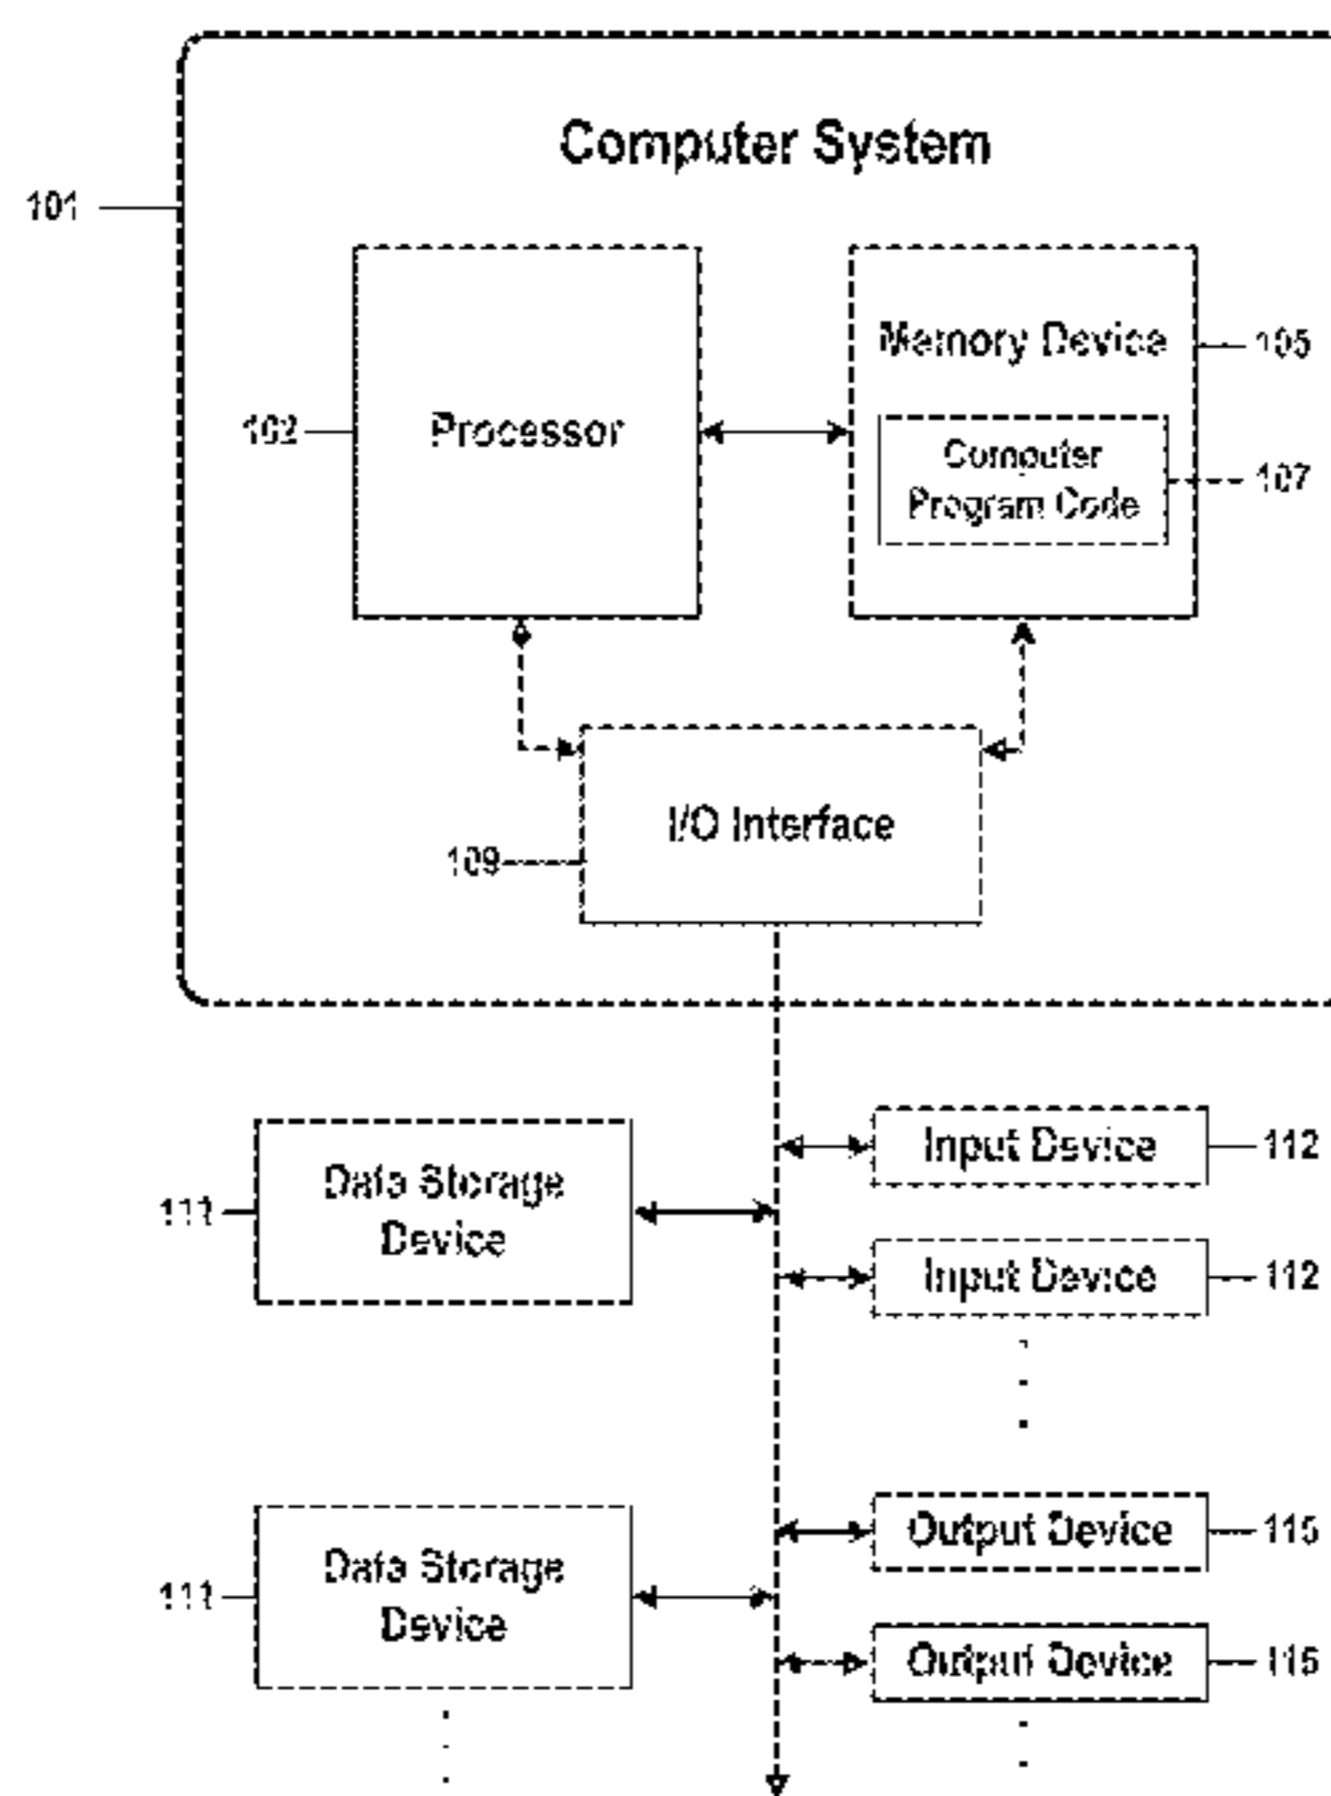 Computer System
101
Memory Device
105
102
Processor
Computer
Program Code
107
I/O Interface
109
Input Device
112
Data Storage
Device
111
Input Device
112
Output Device
115
Data Storage
Device
111
Output Device
115